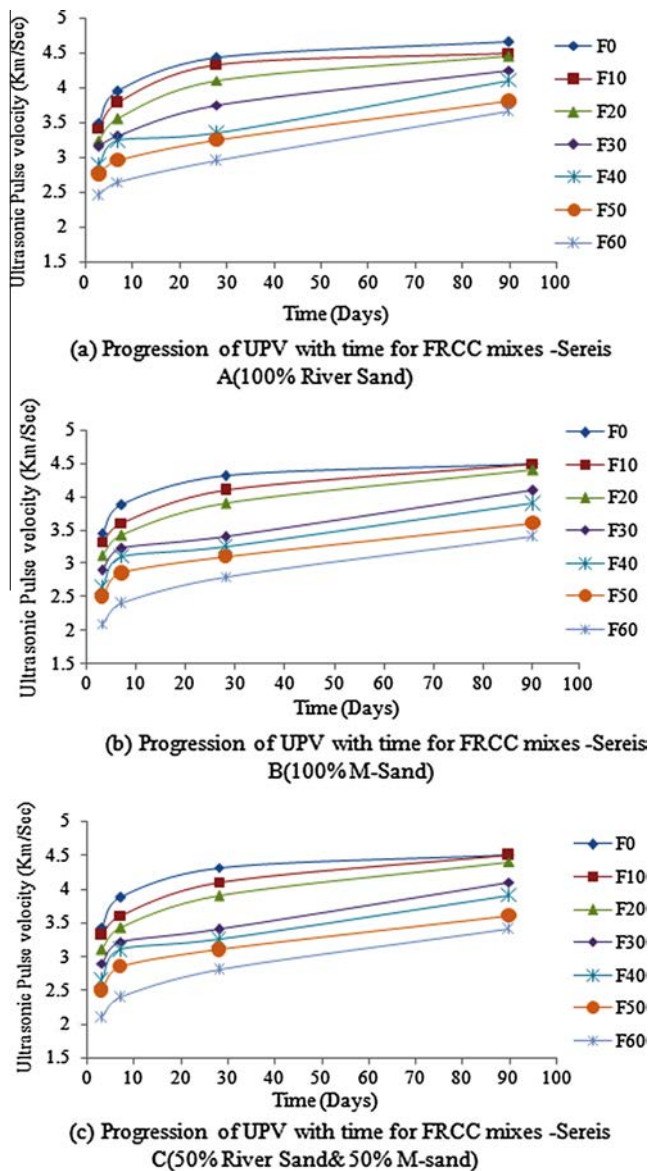 Ultrasonic Pulse velocity (Km/Sec)
5
4.5
4
3.5
3
2.5
2
1.5
0 10 20 30 40 50 60 70 80 90 100
Time (Days)
F0
F10
F20
F30
F40
F50
F60
(a) Progression of UPV with time for FRCC mixes -Sereis
A(100% River Sand)
Ultrasonic Pulse velocity (Km/Sec)
5
4.5
4
3.5
3
2.5
2
1.5
0 10 20 30 40 50 60 70 80 90 100
Time (Days)
F0
F10
F20
F30
F40
F50
F60
(b) Progression of UPV with time for FRCC mixes -Sereis
B(100% M-Sand)
Ultrasonic Pulse velocity (Km/Sec)
5
4.5
4
3.5
3
2.5
2
1.5
0 10 20 30 40 50 60 70 80 90 100
Time (Days)
F0
F10
F20
F30
F40
F50
F60
(c) Progression of UPV with time for FRCC mixes -Sereis
C(50% River Sand& 50% M-sand)